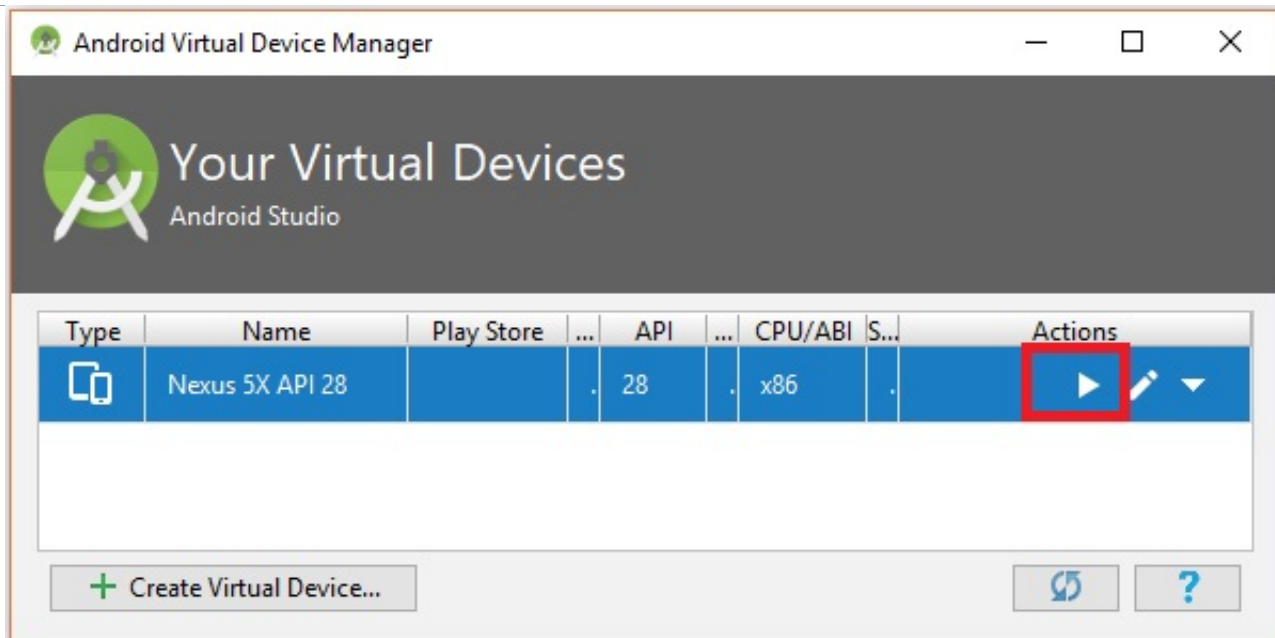 Android Virtual Device Manager
Your Virtual Devices
Android Studio
Type Name Play Store ... API ... CPU/ABI S... Actions
Nexus 5X API 28 . 28 . x86 .
+ Create Virtual Device... ?